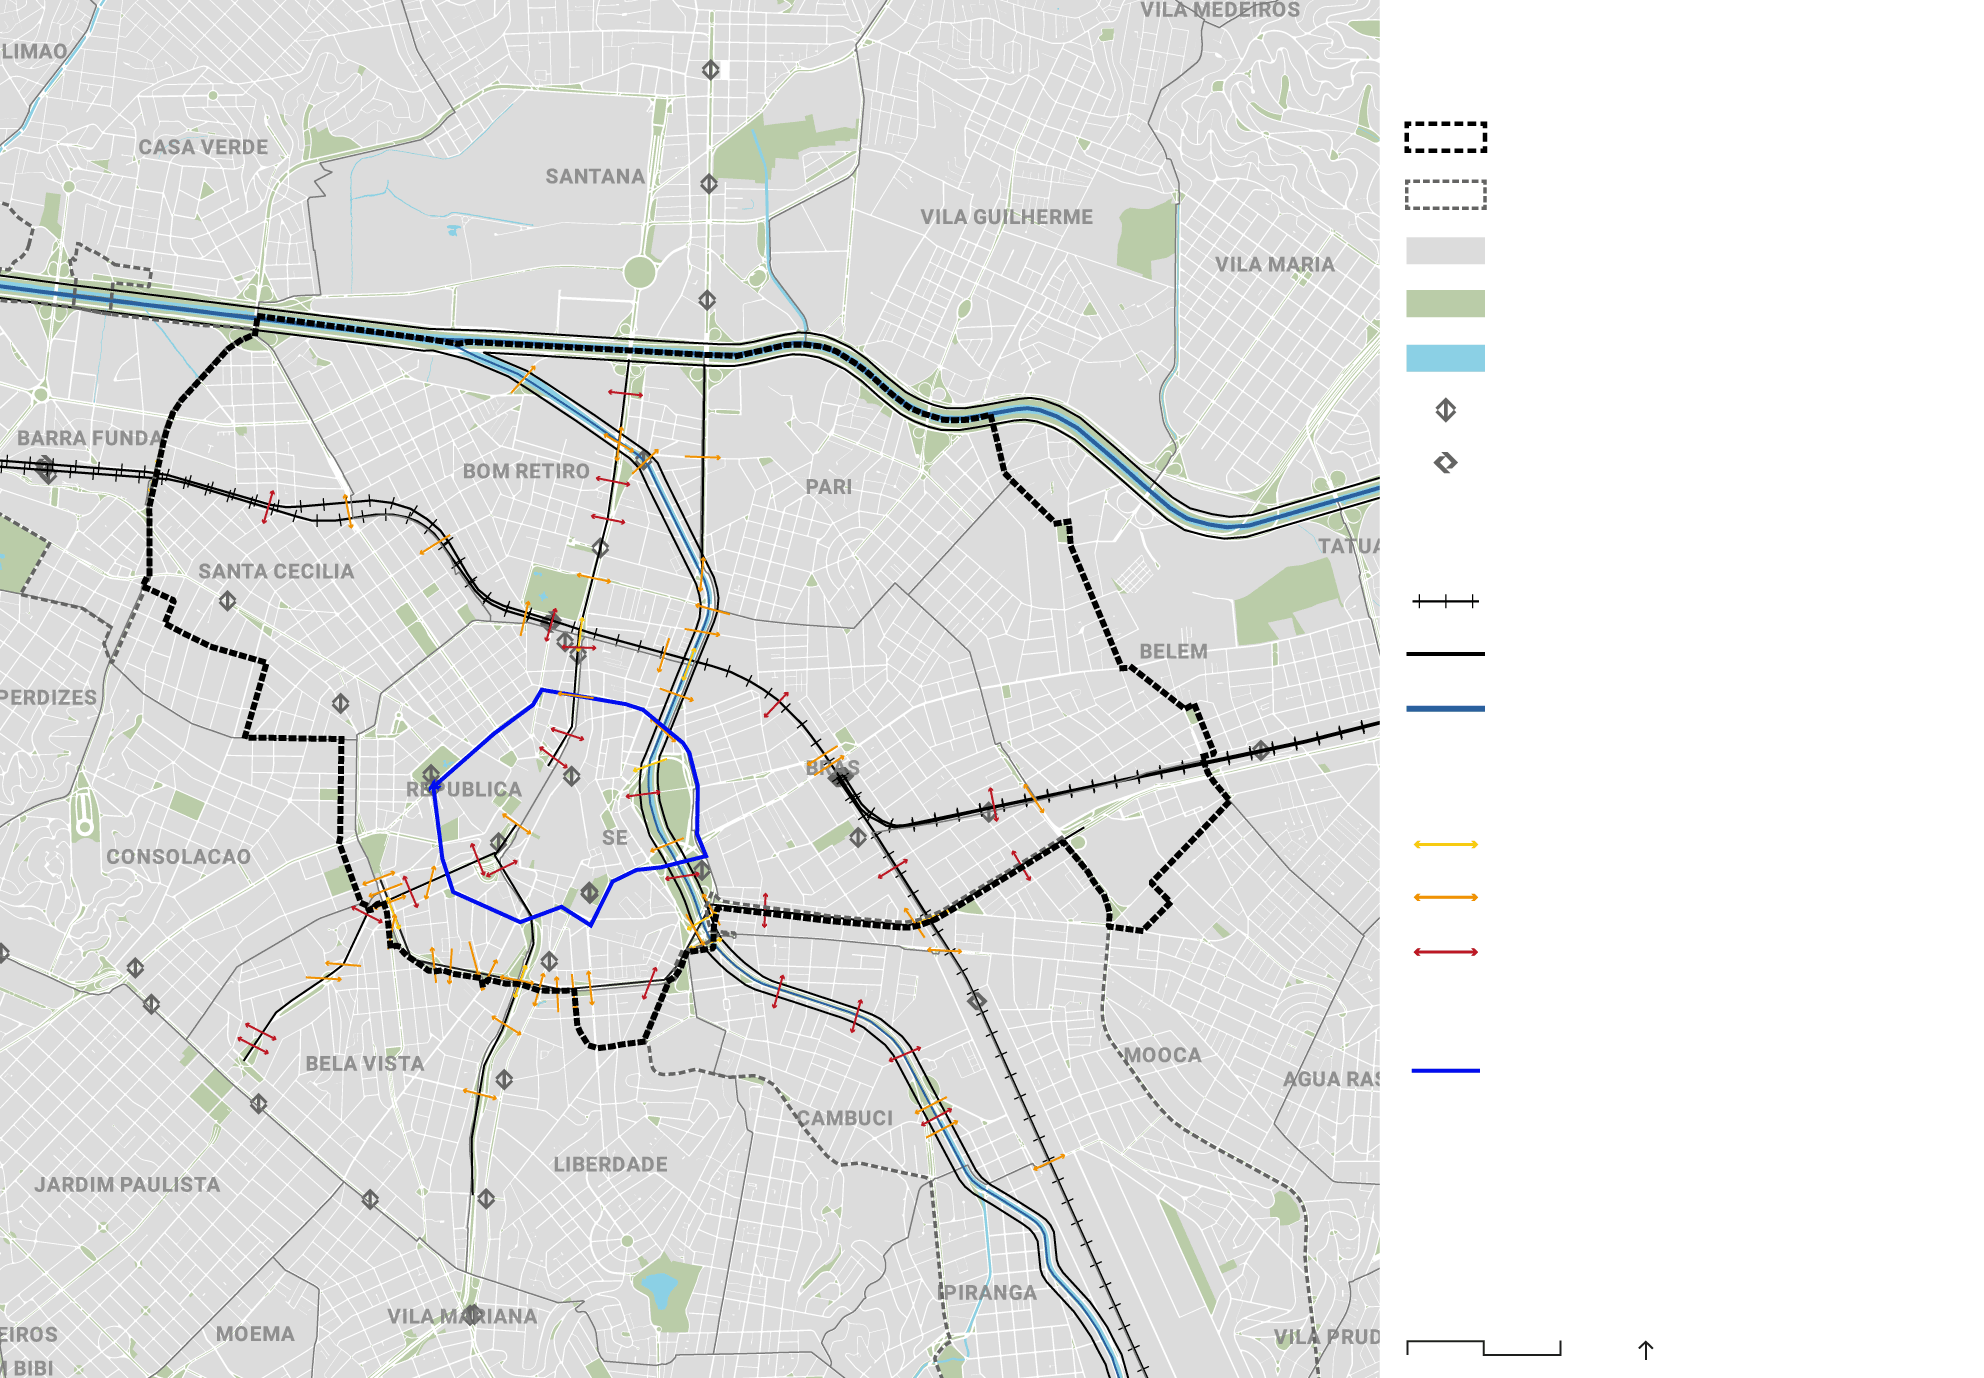 VILA MEDEIROS
LIMAO
CASA VERDE
SANTANA
VILA GUILHERME
VILA MARIA
BARRA FUNDA
BOM RETIRO
PARI
TATUA
SANTA CECILIA
BELEM
PERDIZES
BRAS
REPUBLICA
SE
CONSOLACAO
BELA VISTA
MOOCA
AGUA RAS
CAMBUCI
LIBERDADE
JARDIM PAULISTA
IPIRANGA
VILA MARIANA
EIROS
MOEMA
VILA PRUD
M BIBI